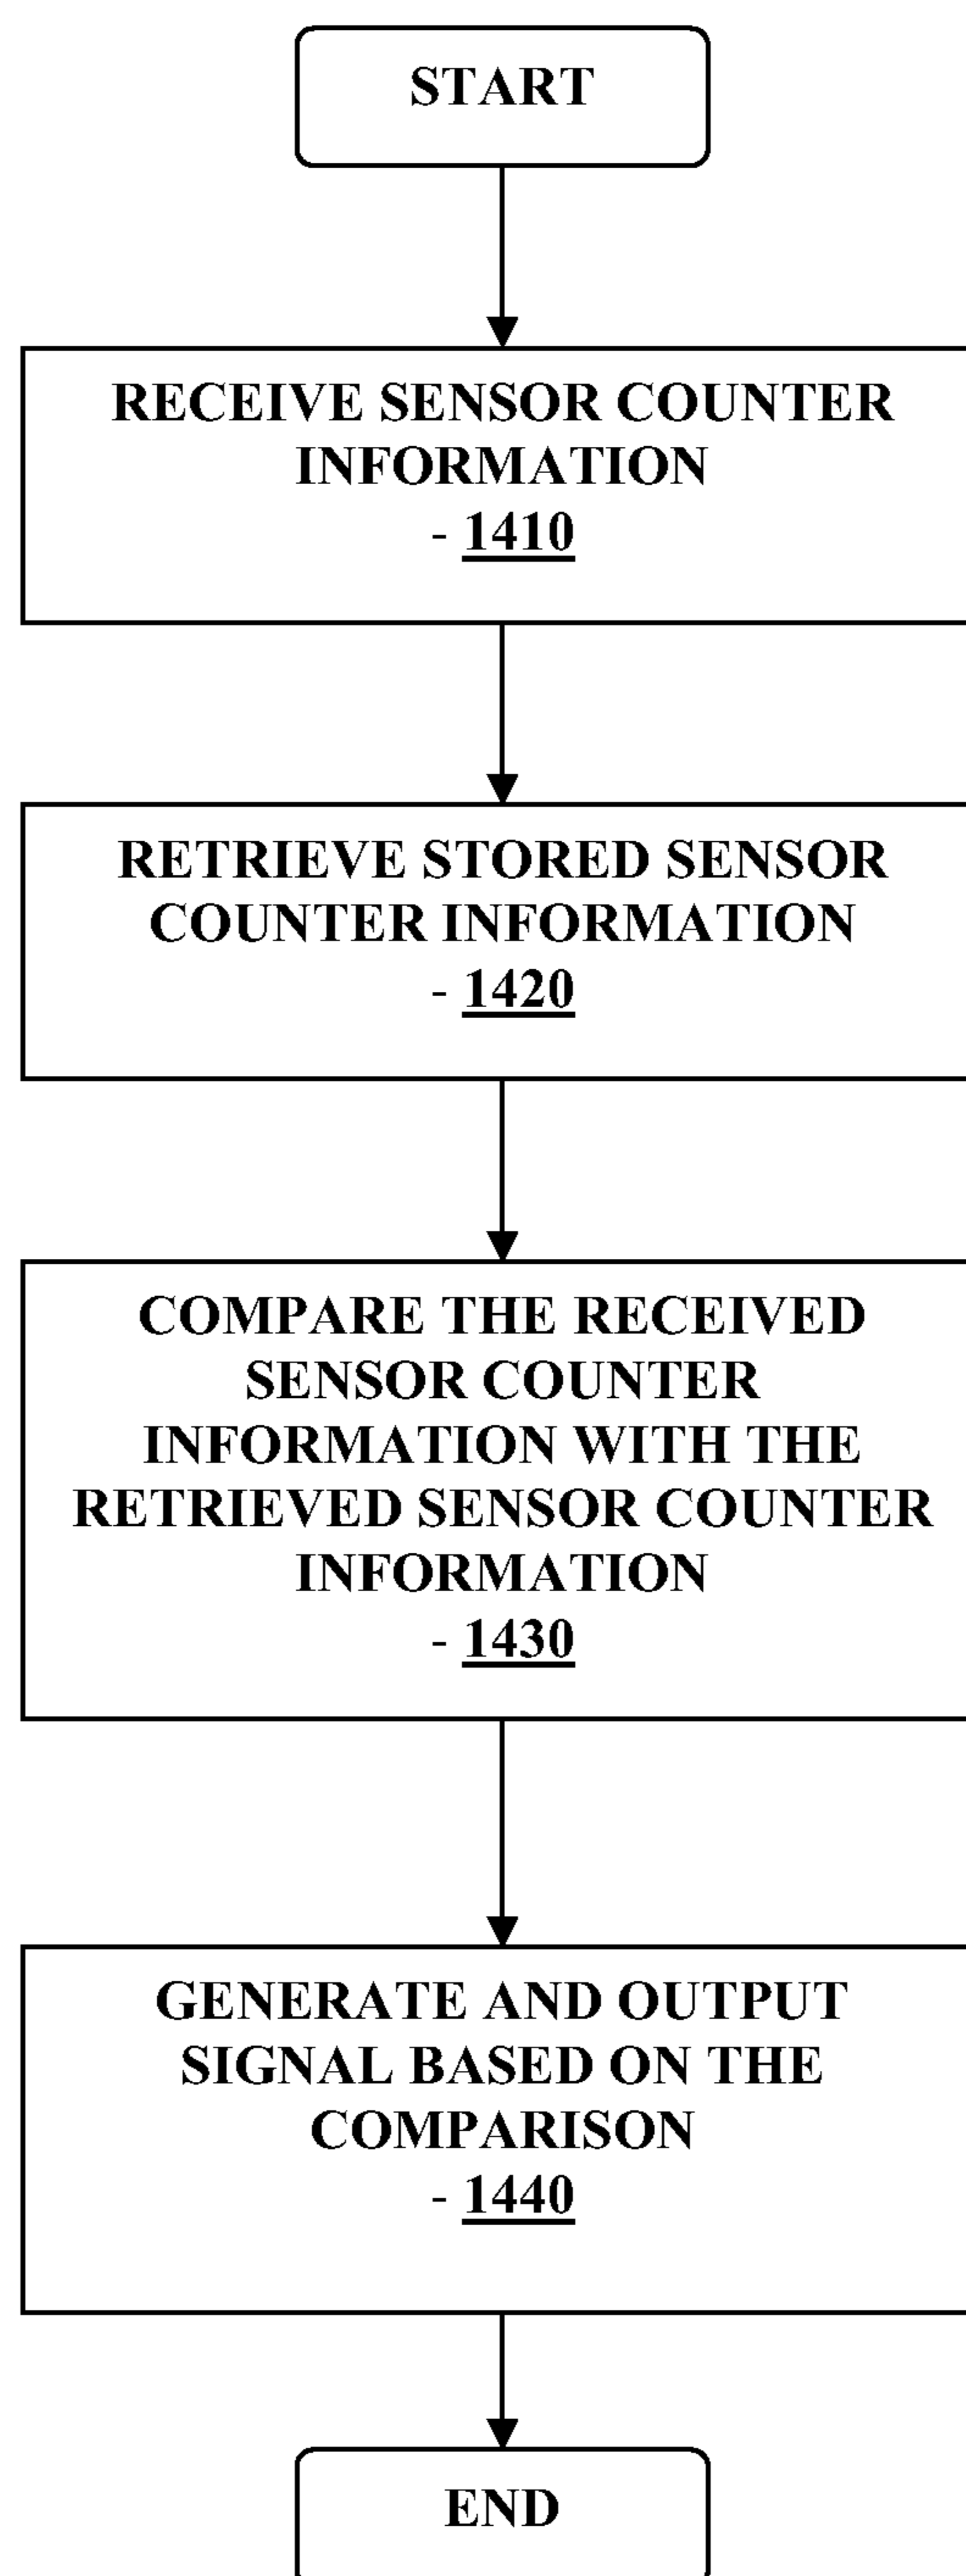 START
RECEIVE SENSOR COUNTER
INFORMATION
- 1410
RETRIEVE STORED SENSOR
COUNTER INFORMATION
- 1420
COMPARE THE RECEIVED
SENSOR COUNTER
INFORMATION WITH THE
RETRIEVED SENSOR COUNTER
INFORMATION
- 1430
GENERATE AND OUTPUT
SIGNAL BASED ON THE
COMPARISON
- 1440
END